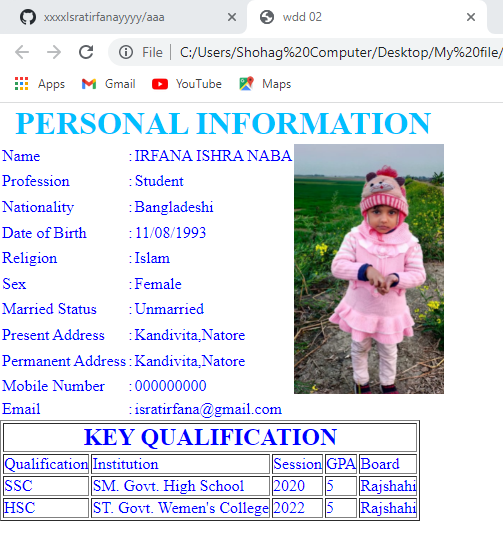 xxxxIsratirfanayyyy/aaa
wdd 02
File C:/Users/Shohag%20Computer/Desktop/My%20file/
Apps Gmail YouTube Maps
PERSONAL INFORMATION
Name : IRFANA ISHRA NABA
Profession : Student
Nationality : Bangladeshi
Date of Birth : 11/08/1993
Religion : Islam
Sex : Female
Married Status : Unmarried
Present Address : Kandivita,Natore
Permanent Address : Kandivita,Natore
Mobile Number : 000000000
Email : isratirfana@gmail.com
KEY QUALIFICATION
Qualification Institution Session GPA Board
SSC SM. Govt. High School 2020 5 Rajshahi
HSC ST. Govt. Wemen's College 2022 5 Rajshahi